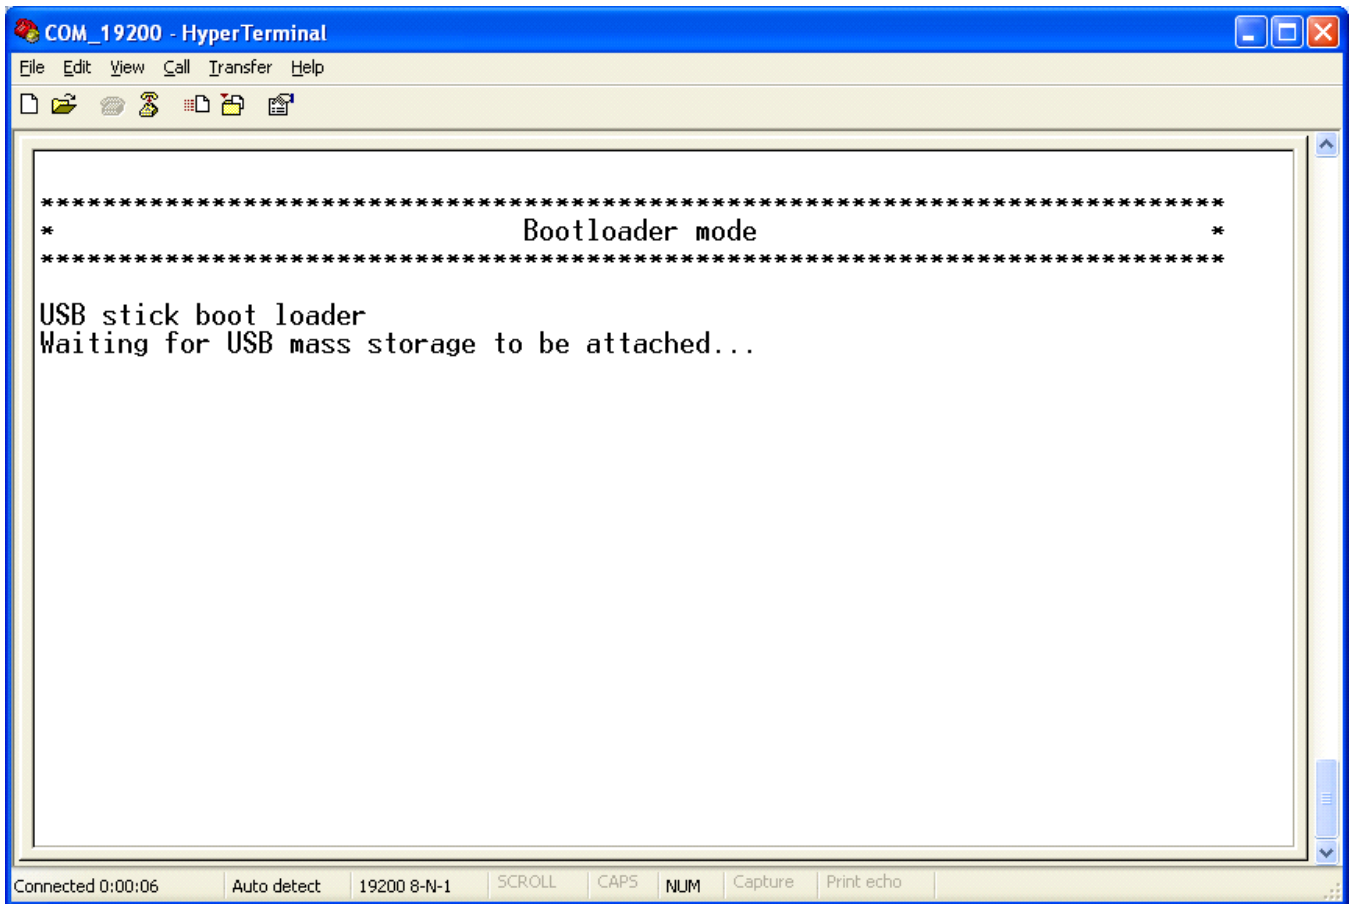 COM_19200 - HyperTerminal
File Edit View Call Transfer Help
****************************************************************************
* Bootloader mode *
****************************************************************************
USB stick boot loader
Waiting for USB mass storage to be attached...
Connected 0:00:06 Auto detect 19200 8-N-1 SCROLL CAPS NUM Capture Print echo